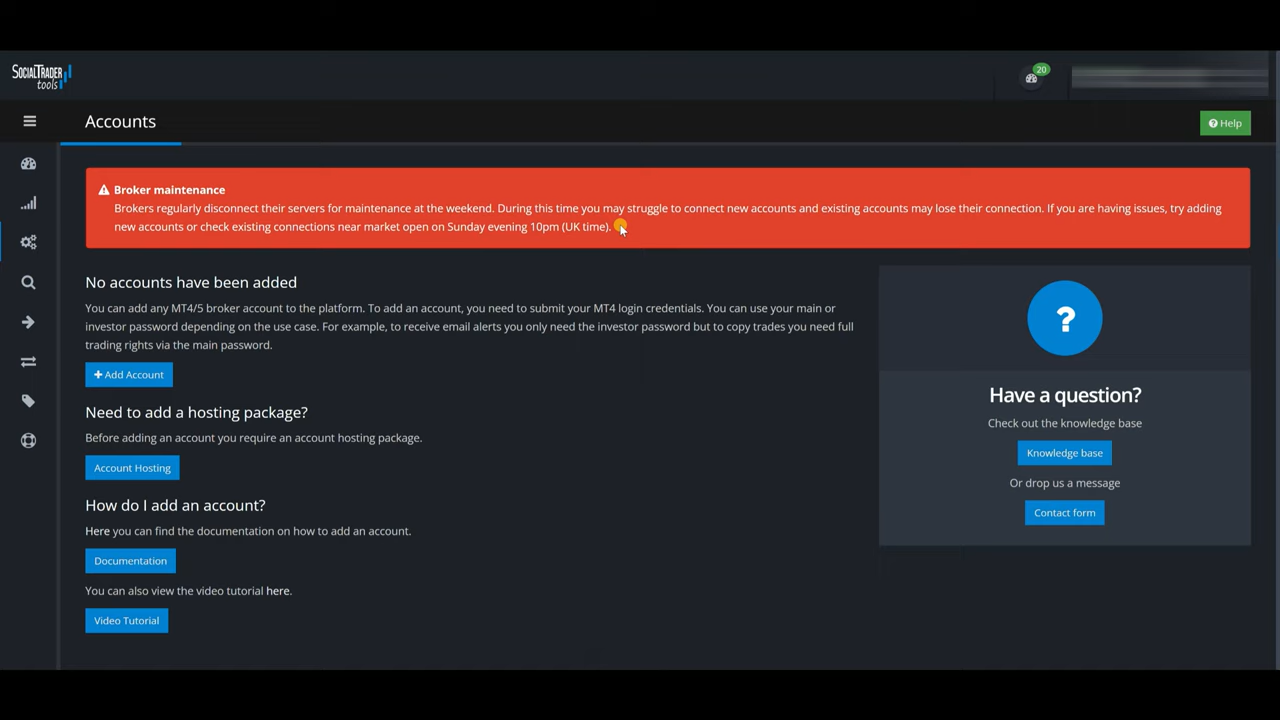 SOCIALTRADER
tools
20
Accounts
Help
Broker maintenance
Brokers regularly disconnect their servers for maintenance at the weekend. During this time you may struggle to connect new accounts and existing accounts may lose their connection. If you are having issues, try adding
new accounts or check existing connections near market open on Sunday evening 10pm (UK time).
No accounts have been added
You can add any MT4/5 broker account to the platform. To add an account, you need to submit your MT4 login credentials. You can use your main or
investor password depending on the use case. For example, to receive email alerts you only need the investor password but to copy trades you need full
trading rights via the main password.
Add Account
Need to add a hosting package?
Before adding an account you require an account hosting package.
Account Hosting
How do I add an account?
Here you can find the documentation on how to add an account.
Documentation
You can also view the video tutorial here.
Video Tutorial
?
Have a question?
Check out the knowledge base
Knowledge base
Or drop us a message
Contact form